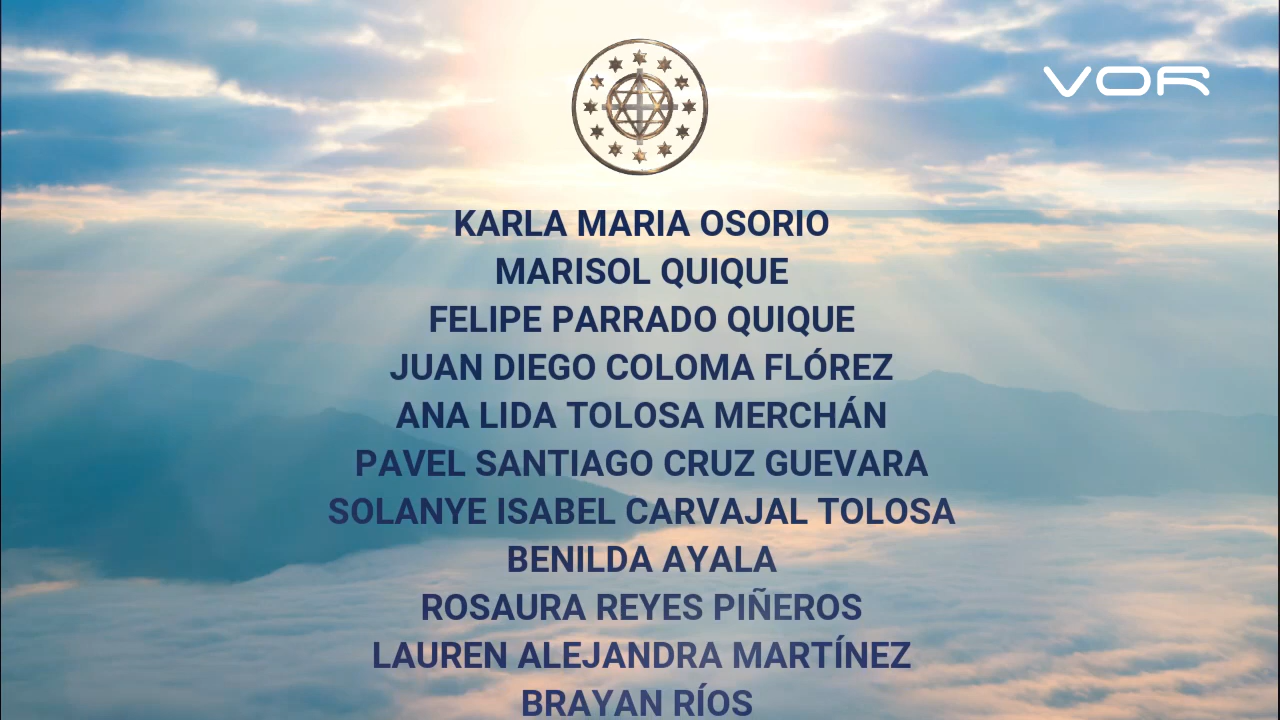 VOR
KARLA MARIA OSORIO
MARISOL QUIQUE
FELIPE PARRADO QUIQUE
JUAN DIEGO COLOMA FLÓREZ
ANA LIDA TOLOSA MERCHÁN
PAVEL SANTIAGO CRUZ GUEVARA
SOLANYE ISABEL CARVAJAL TOLOSA
BENILDA AYALA
ROSAURA REYES PIÑEROS
LAUREN ALEJANDRA MARTÍNEZ
BRAYAN RÍOS